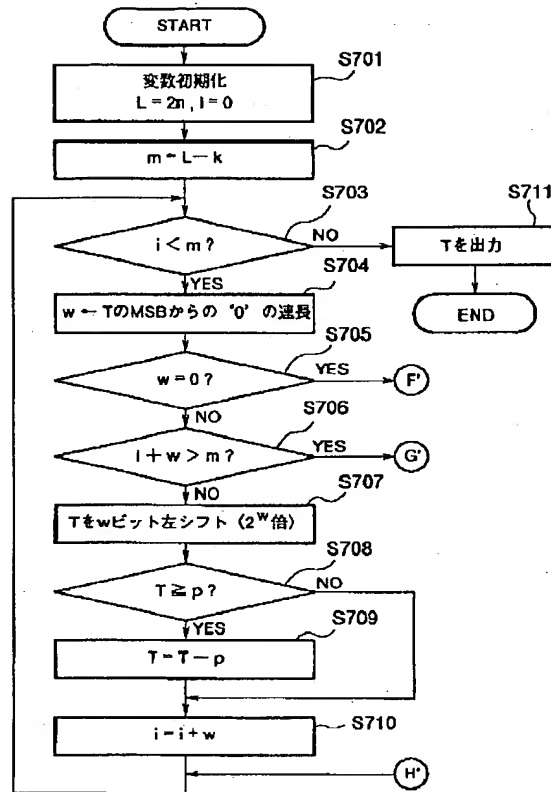 START
S701
変数初期化
L = 2n , i = 0
S702
m ← L — k
S703
i < m ?
NO
YES
S711
Tを出力
END
S704
w ← TのMSBからの '0' の連長
S705
w = 0 ?
YES
F'
NO
S706
i + w > m ?
YES
G'
NO
S707
Tをwビット左シフト（2^w倍）
S708
T ≧ p ?
NO
YES
S709
T ← T — p
S710
i ← i + w
H'